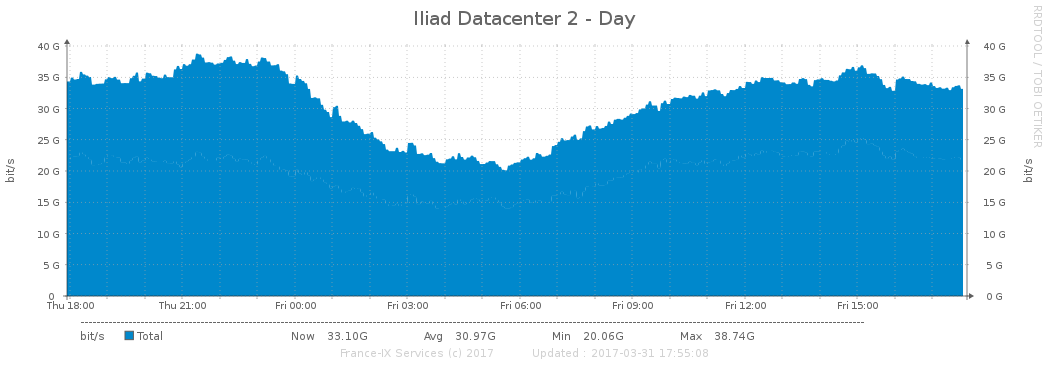 Iliad Datacenter 2 - Day
RRDTOOL / TOBI OETIKER
40 G 40 G
35 G 35 G
30 G 30 G
25 G 25 G
20 G 20 G
15 G 15 G
10 G 10 G
5 G 5 G
0 0 G
bit/s bit/s
Thu 18:00 Thu 21:00 Fri 00:00 Fri 03:00 Fri 06:00 Fri 09:00 Fri 12:00 Fri 15:00
bit/s Total Now 33.10G Avg 30.97G Min 20.06G Max 38.74G
France-IX Services (c) 2017 Updated : 2017-03-31 17:55:08